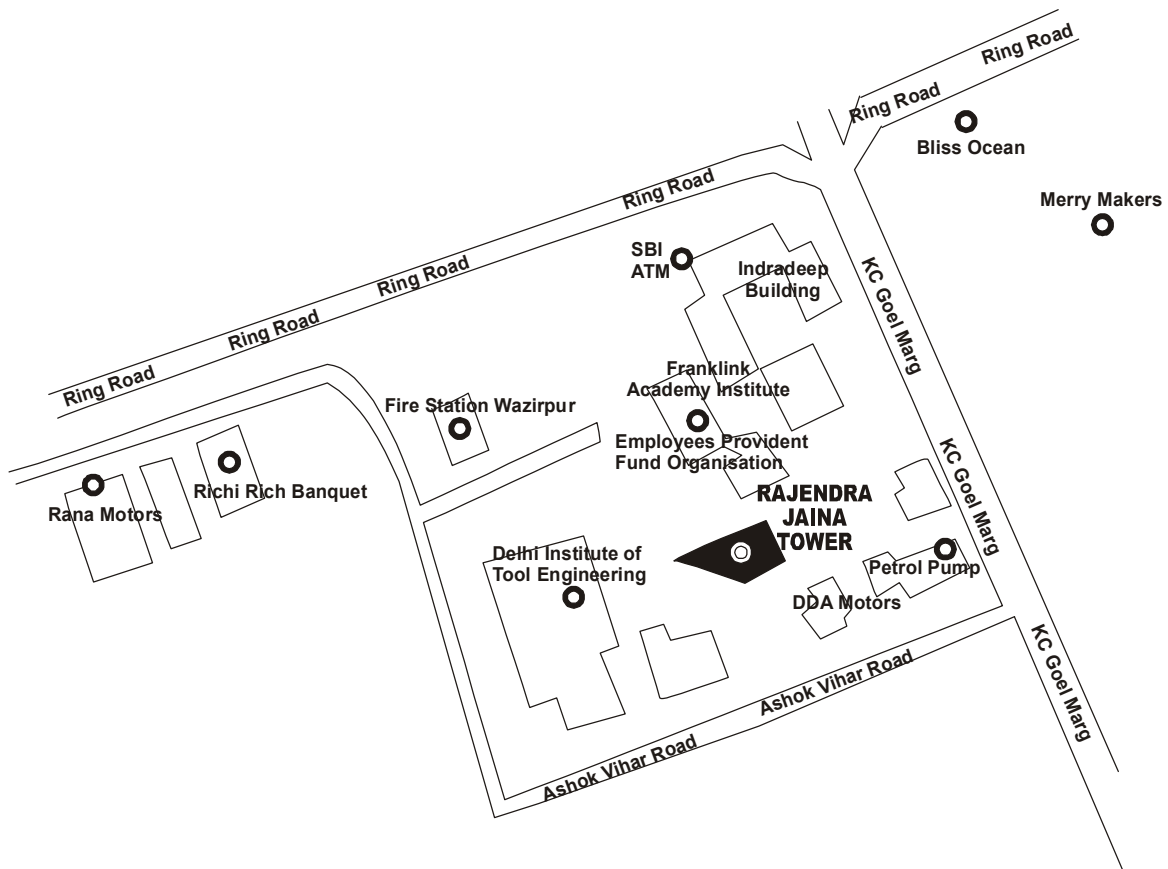 Ring Road
Ring Road
Bliss Ocean
Merry Makers
Ring Road
SBI
ATM
Indradeep
Building
KC Goel Marg
Ring Road
Ring Road
Ring Road
Franklink
Academy Institute
Fire Station Wazirpur
Employees Provident
Fund Organisation
KC Goel Marg
Richi Rich Banquet
Rana Motors
RAJENDRA
JAINA
TOWER
Delhi Institute of
Tool Engineering
Petrol Pump
DDA Motors
KC Goel Marg
Ashok Vihar Road
Ashok Vihar Road